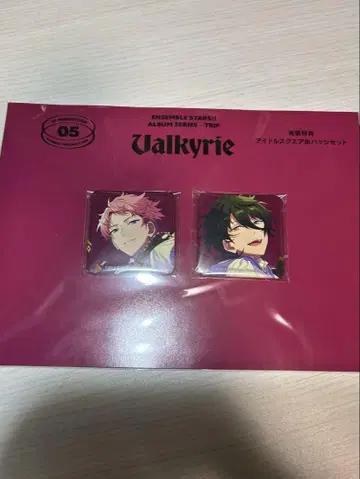 05
ENSEMBLE STARS!!
ALBUM SERIES -TRIP-
Valkyrie
アイドルスクエア缶バッジセット